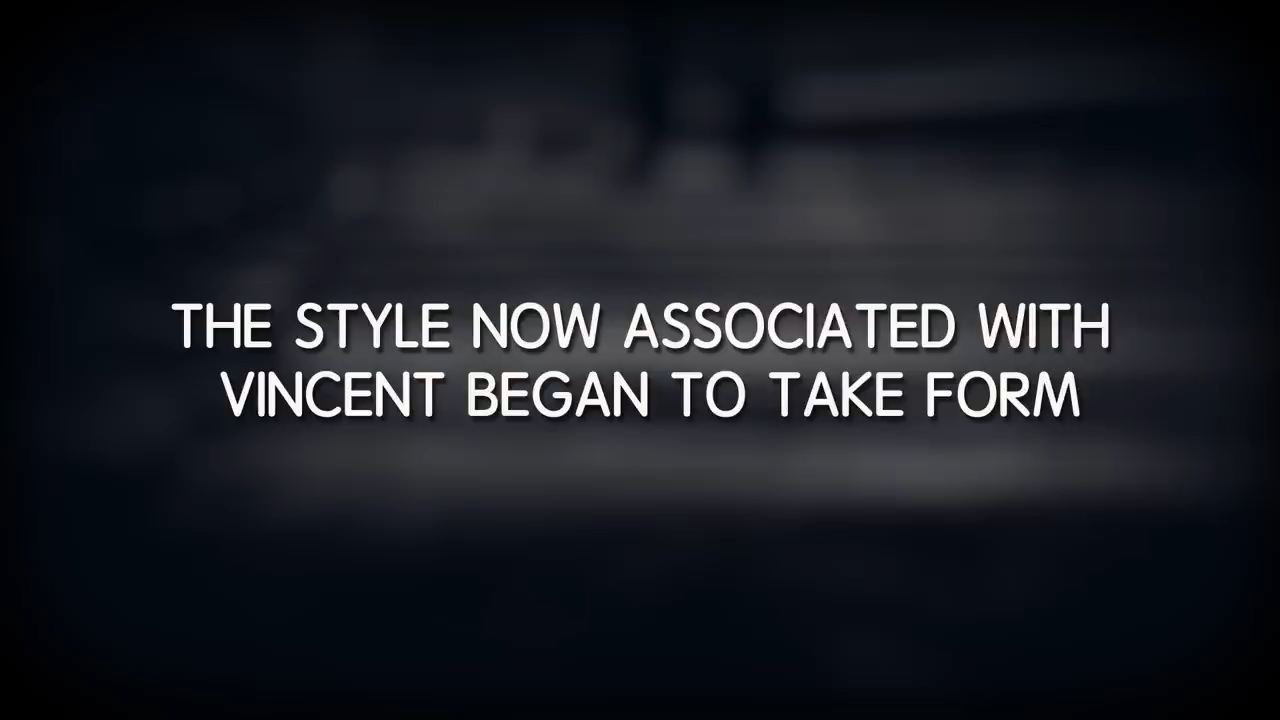 THE STYLE NOW ASSOCIATED WITH
VINCENT BEGAN TO TAKE FORM